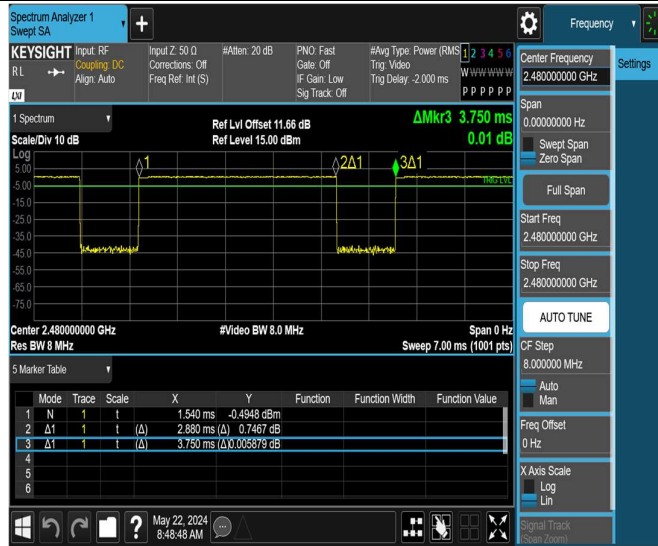 Spectrum Analyzer 1
Swept SA
Frequency
KEYSIGHT
RL
LXI
Input: RF
Coupling: DC
Align: Auto
Input Z: 50 Ω
Corrections: Off
Freq Ref: Int (S)
#Atten: 20 dB
PNO: Fast
Gate: Off
IF Gain: Low
Sig Track: Off
#Avg Type: Power (RMS
Trig: Video
Trig Delay: -2.000 ms
1 2 3 4 5 6
W W W W W W
P P P P P P
Center Frequency
2.480000000 GHz
Settings
Span
0.00000000 Hz
Swept Span
Zero Span
Full Span
Start Freq
2.480000000 GHz
Stop Freq
2.480000000 GHz
AUTO TUNE
CF Step
8.000000 MHz
Auto
Man
Freq Offset
0 Hz
X Axis Scale
Log
Lin
Signal Track
(Span Zoom)
1 Spectrum
Scale/Div 10 dB
Ref Lvl Offset 11.66 dB
Ref Level 15.00 dBm
ΔMkr3 3.750 ms
0.01 dB
Log
5.00
-5.00
-15.0
-25.0
-35.0
-45.0
-55.0
-65.0
-75.0
1
2Δ1
3Δ1
TRIG LVL
Center 2.480000000 GHz
Res BW 8 MHz
#Video BW 8.0 MHz
Span 0 Hz
Sweep 7.00 ms (1001 pts)
5 Marker Table
Mode Trace Scale X Y Function Function Width Function Value
1 N 1 t 1.540 ms -0.4948 dBm
2 Δ1 1 t (Δ) 2.880 ms (Δ) 0.7467 dB
3 Δ1 1 t (Δ) 3.750 ms (Δ) 0.005879 dB
4
5
6
?
May 22, 2024
8:48:48 AM